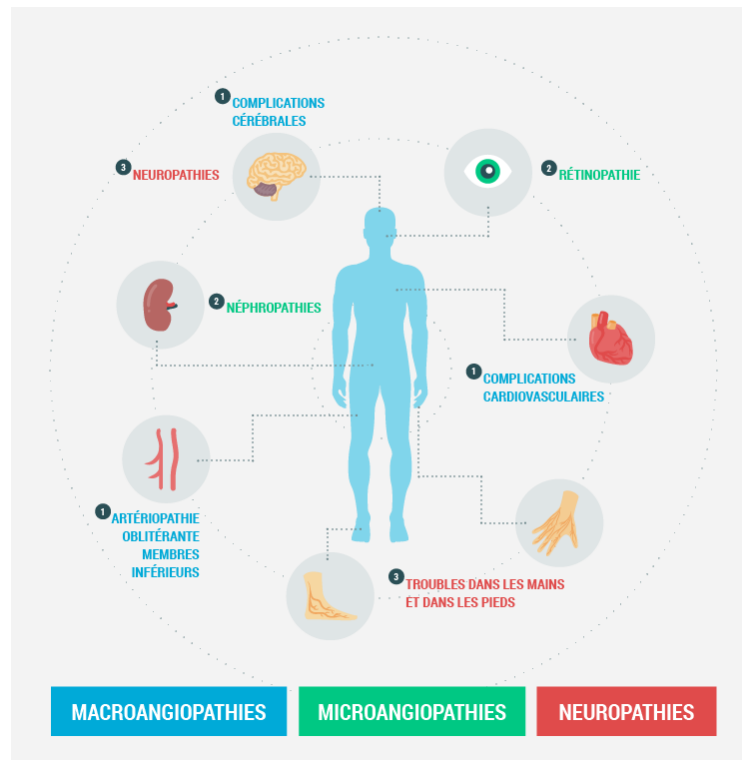 1 COMPLICATIONS
CÉRÉBRALES
3 NEUROPATHIES
2 RÉTINOPATHIE
2 NÉPHROPATHIES
1 COMPLICATIONS
CARDIOVASCULAIRES
1 ARTÉRIOPATHIE
OBLITÉRANTE
MEMBRES
INFÉRIEURS
3 TROUBLES DANS LES MAINS
ET DANS LES PIEDS
MACROANGIOPATHIES
MICROANGIOPATHIES
NEUROPATHIES